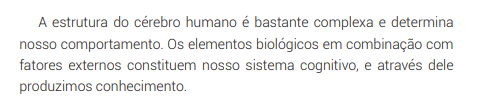 A estrutura do cérebro humano é bastante complexa e determina
nosso comportamento. Os elementos biológicos em combinação com
fatores externos constituem nosso sistema cognitivo, e através dele
produzimos conhecimento.